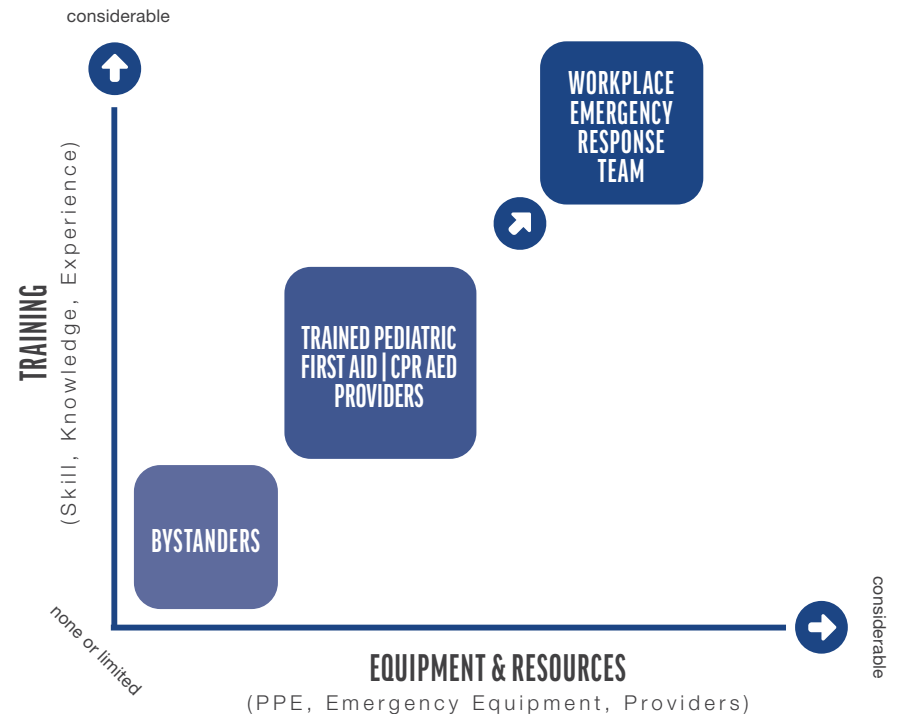 considerable
WORKPLACE
EMERGENCY
RESPONSE
TEAM
TRAINING
(Skill, Knowledge, Experience)
TRAINED PEDIATRIC
FIRST AID | CPR AED
PROVIDERS
BYSTANDERS
none or limited
considerable
EQUIPMENT & RESOURCES
(PPE, Emergency Equipment, Providers)